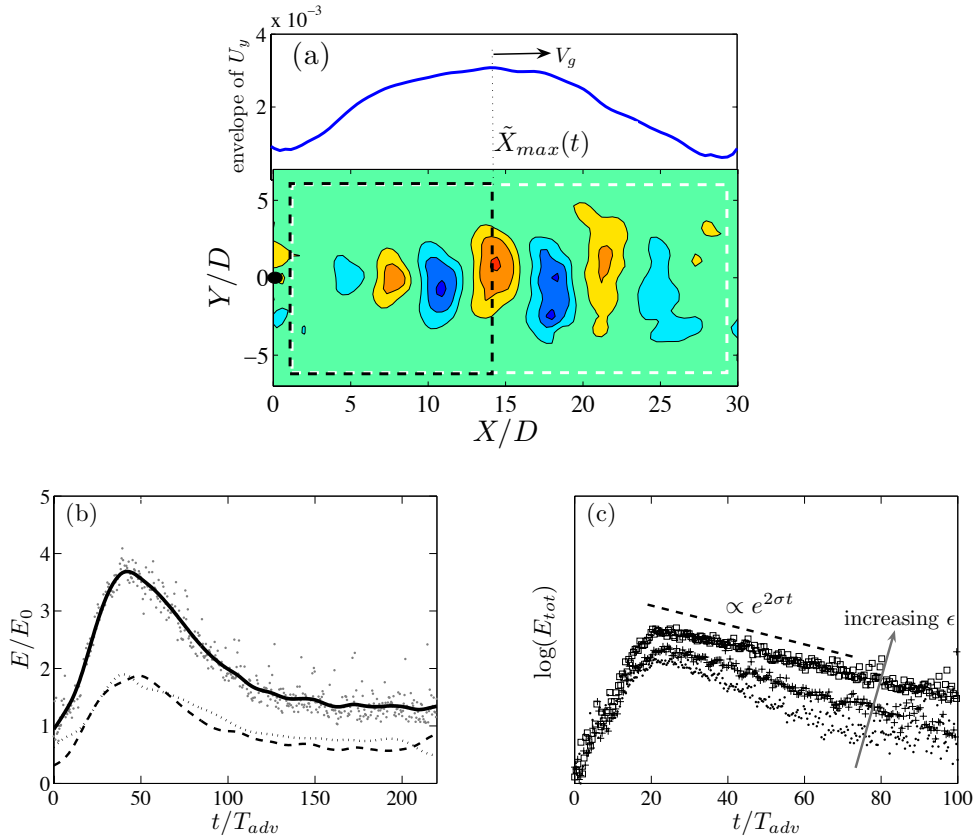 x 10⁻³
4
(a)
V_g
envelope of U_y
2
X̃_max(t)
5
0
−5
Y/D
0 5 10 15 20 25 30
X/D
5
4
3
2
1
0
(b)
E/E_0
0 50 100 150 200
t/T_adv
(c)
∝ e^{2σt}
increasing ϵ
log(E_tot)
0 20 40 60 80 100
t/T_adv